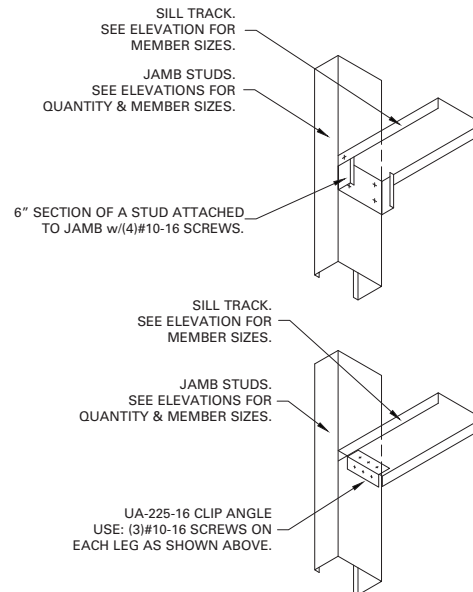 SILL TRACK.
SEE ELEVATION FOR
MEMBER SIZES.
JAMB STUDS.
SEE ELEVATIONS FOR
QUANTITY & MEMBER SIZES.
6" SECTION OF A STUD ATTACHED
TO JAMB w/(4)#10-16 SCREWS.
SILL TRACK.
SEE ELEVATION FOR
MEMBER SIZES.
JAMB STUDS.
SEE ELEVATIONS FOR
QUANTITY & MEMBER SIZES.
UA-225-16 CLIP ANGLE
USE: (3)#10-16 SCREWS ON
EACH LEG AS SHOWN ABOVE.